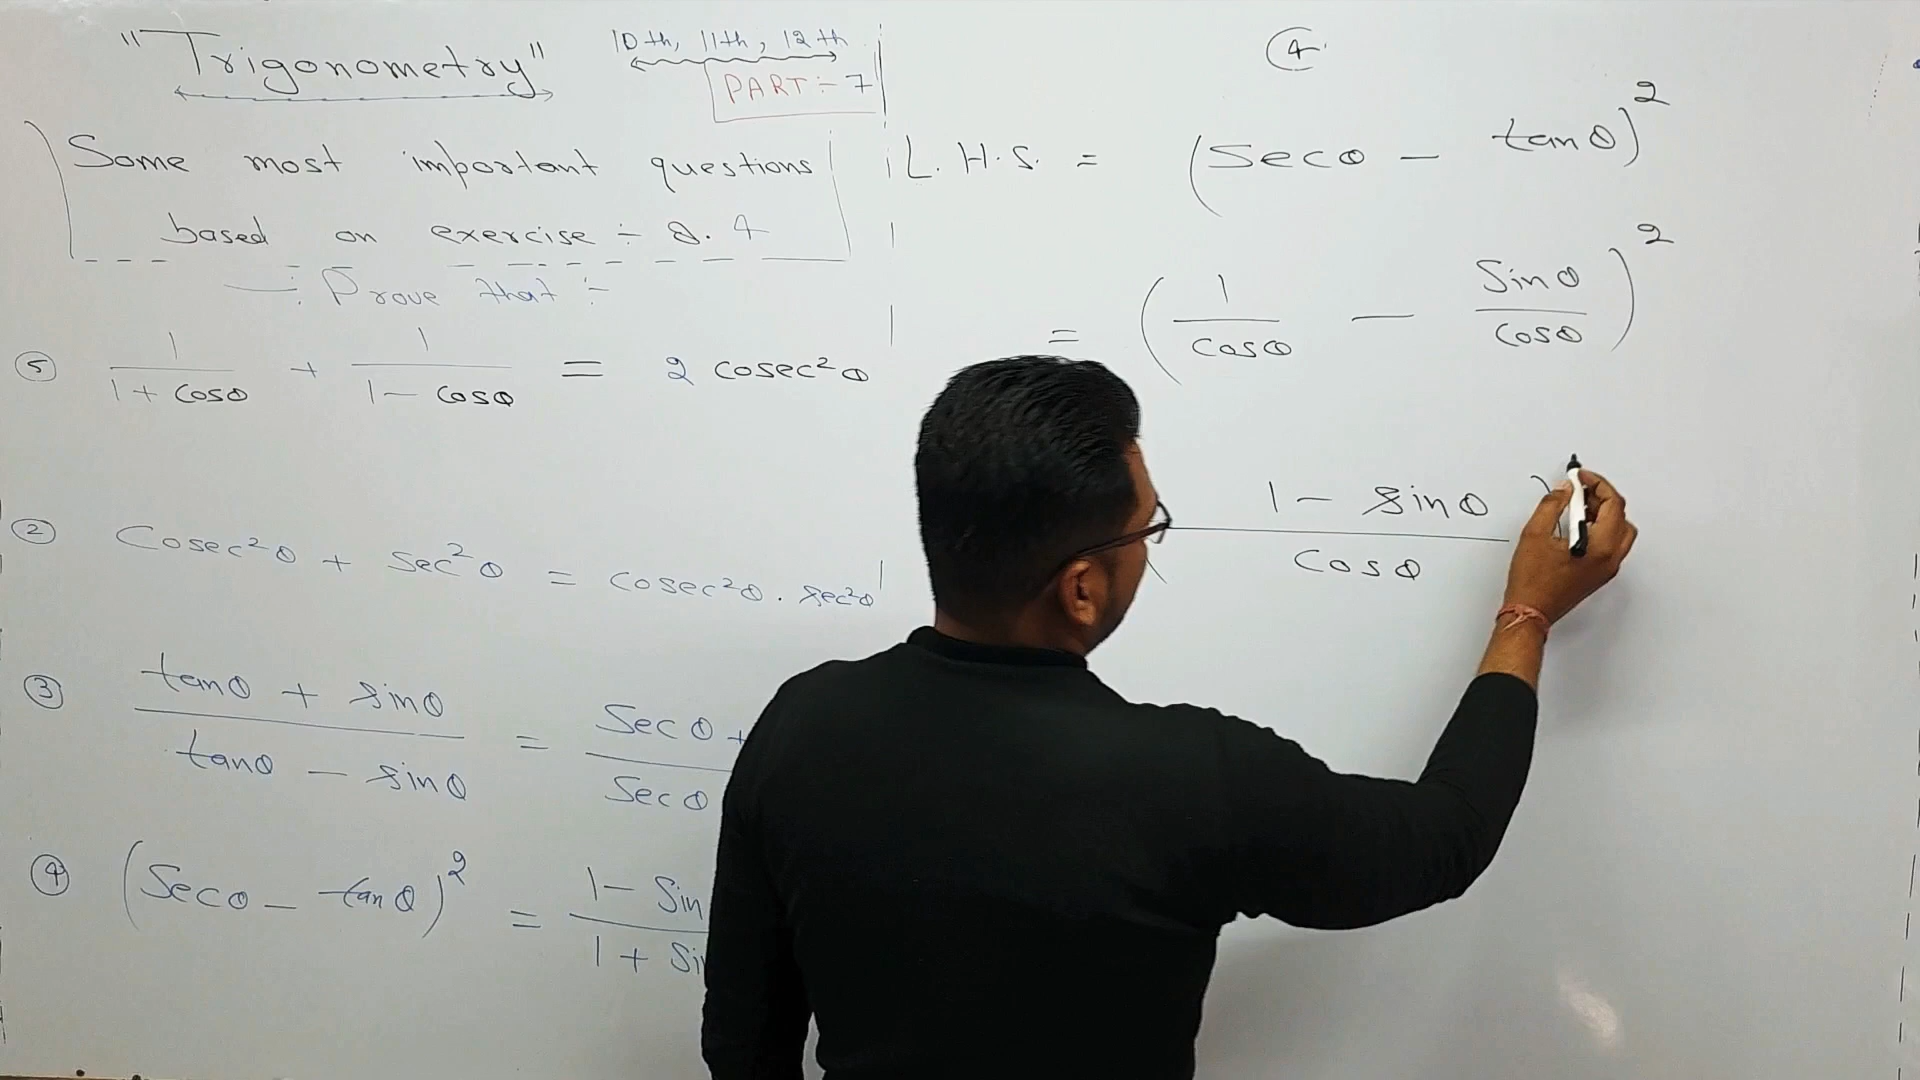 "Trigonometry"
10th, 11th, 12th
PART:- 7
Some most important questions
based on exercise :- 8.4
—: Prove that :-
⑤ 1/(1+cosθ) + 1/(1-cosθ) = 2 cosec²θ
② Cosec²θ + sec²θ = cosec²θ . sec²θ
③ (tanθ + sinθ)/(tanθ - sinθ) = Secθ + / Secθ
④ (Secθ - tanθ)² = 1 - Sin / 1 +
④
L.H.S. = (secθ - tanθ)²
= (1/cosθ - Sinθ/cosθ)²
(1 - sinθ / Cosθ)